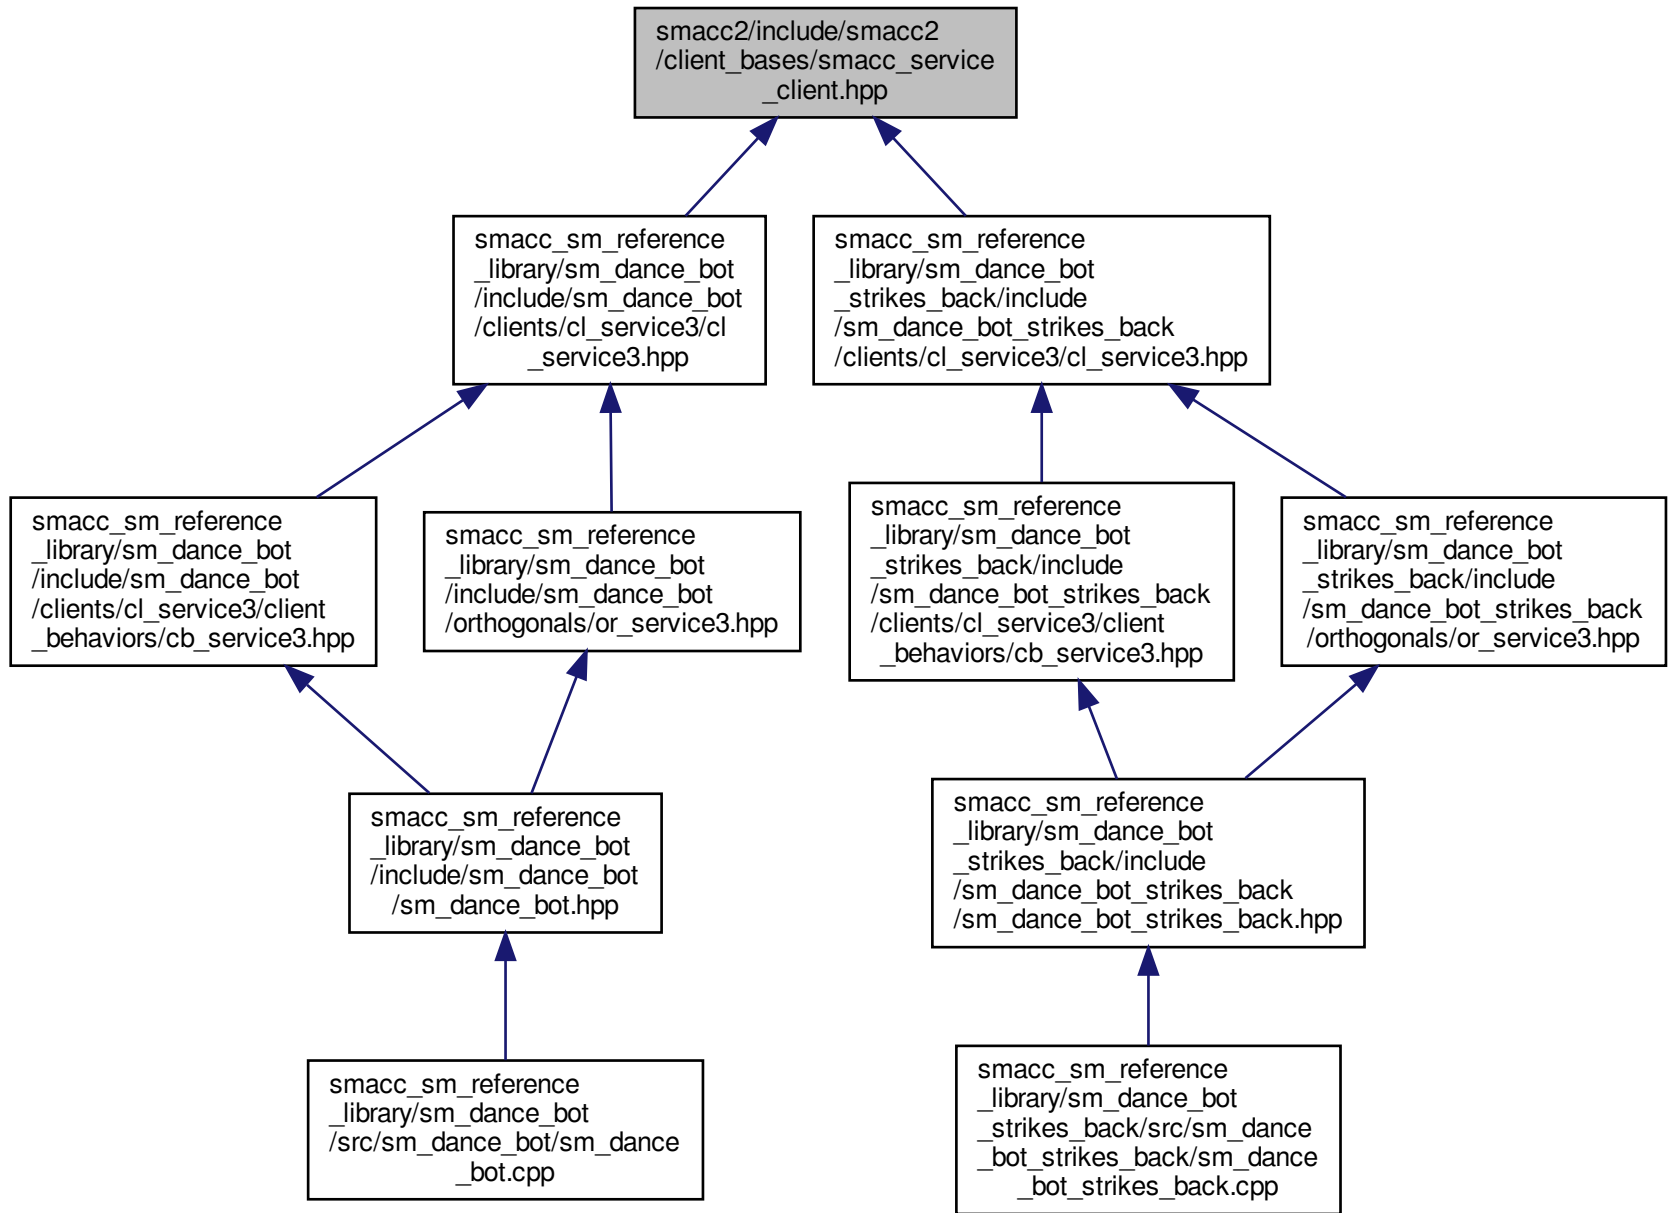 smacc2/include/smacc2
/client_bases/smacc_service
_client.hpp
smacc_sm_reference
_library/sm_dance_bot
/include/sm_dance_bot
/clients/cl_service3/cl
_service3.hpp
smacc_sm_reference
_library/sm_dance_bot
_strikes_back/include
/sm_dance_bot_strikes_back
/clients/cl_service3/cl_service3.hpp
smacc_sm_reference
_library/sm_dance_bot
/include/sm_dance_bot
/clients/cl_service3/client
_behaviors/cb_service3.hpp
smacc_sm_reference
_library/sm_dance_bot
/include/sm_dance_bot
/orthogonals/or_service3.hpp
smacc_sm_reference
_library/sm_dance_bot
_strikes_back/include
/sm_dance_bot_strikes_back
/clients/cl_service3/client
_behaviors/cb_service3.hpp
smacc_sm_reference
_library/sm_dance_bot
_strikes_back/include
/sm_dance_bot_strikes_back
/orthogonals/or_service3.hpp
smacc_sm_reference
_library/sm_dance_bot
/include/sm_dance_bot
/sm_dance_bot.hpp
smacc_sm_reference
_library/sm_dance_bot
_strikes_back/include
/sm_dance_bot_strikes_back
/sm_dance_bot_strikes_back.hpp
smacc_sm_reference
_library/sm_dance_bot
/src/sm_dance_bot/sm_dance
_bot.cpp
smacc_sm_reference
_library/sm_dance_bot
_strikes_back/src/sm_dance
_bot_strikes_back/sm_dance
_bot_strikes_back.cpp